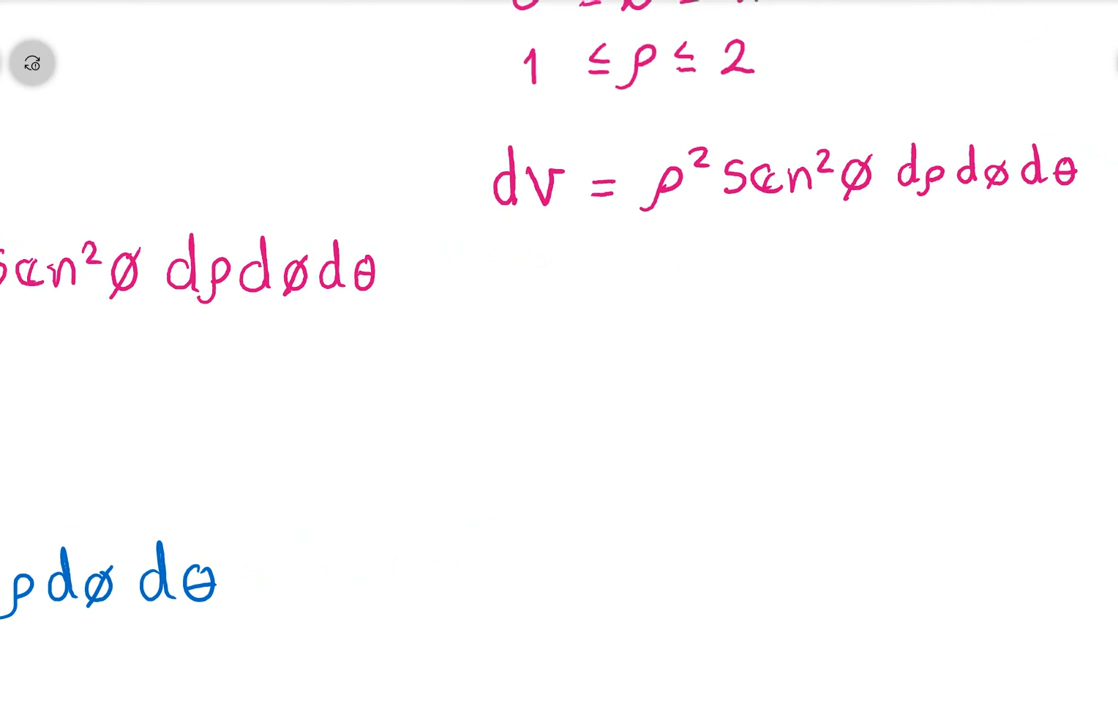 1 ≤ ρ ≤ 2
dv = ρ² sen²ø dρ dø dθ
sen²ø dρ dø dθ
ρ dø dθ